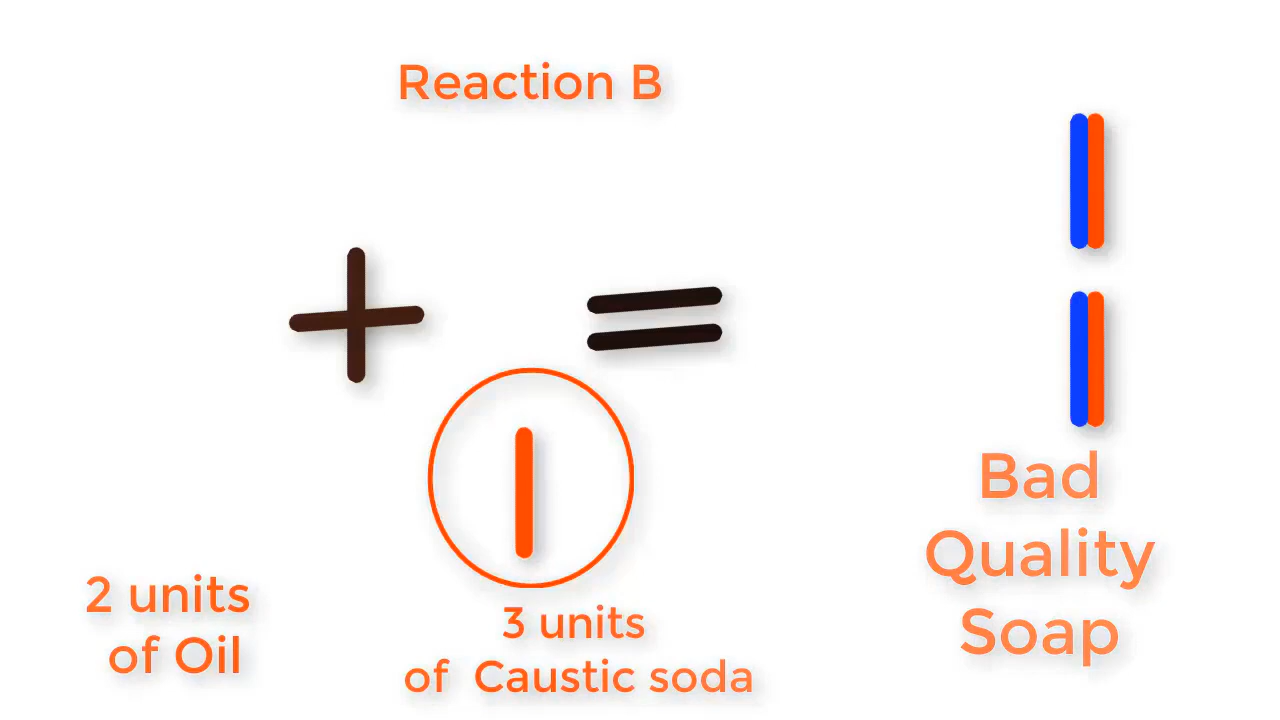 Reaction B
2 units
of Oil
3 units
of Caustic soda
Bad
Quality
Soap